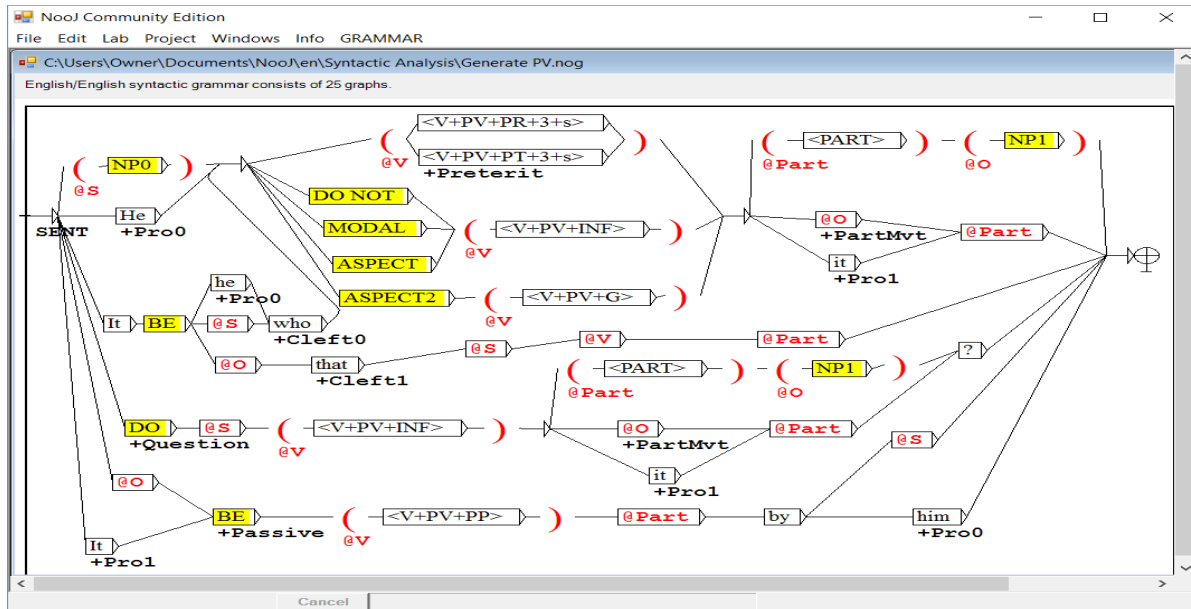 NooJ Community Edition
File Edit Lab Project Windows Info GRAMMAR
C:\Users\Owner\Documents\NooJ\en\Syntactic Analysis\Generate PV.nog
English/English syntactic grammar consists of 25 graphs.
( <V+PV+PR+3+s> )
@V <V+PV+PT+3+s>
+Preterit
( <PART> ) ( NP1 )
@Part @O
( NP0 )
@S
DO NOT
He
+Pro0
SENT
MODAL
( <V+PV+INF> )
@V
@O
+PartMvt
@Part
ASPECT
it
+Pro1
he
+Pro0
ASPECT2 ( <V+PV+G> )
@V
It BE @S who
+Cleft0
@O that @S @V @Part
+Cleft1
( <PART> ) ( NP1 ) ?
@Part @O
DO @S ( <V+PV+INF> ) @O @Part
+Question @V +PartMvt
@S
it
+Pro1
@O
BE ( <V+PV+PP> ) @Part by him
+Passive @V +Pro0
It
+Pro1
Cancel